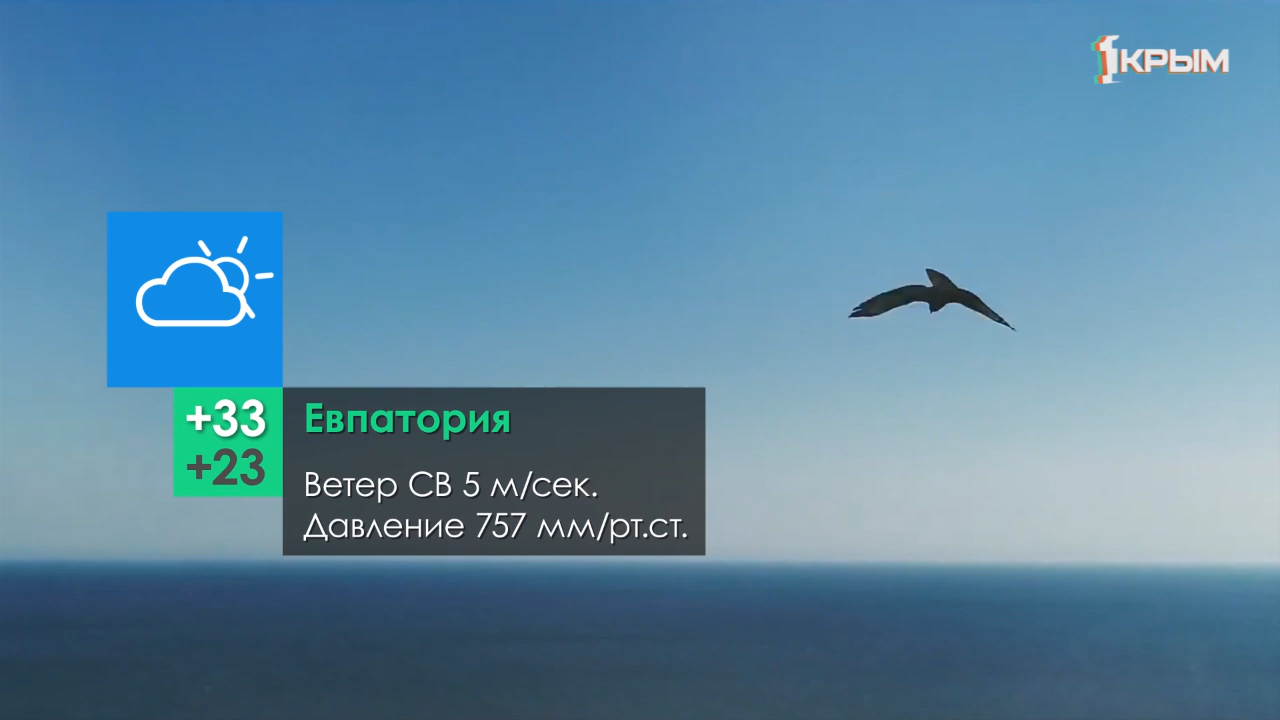 1КРЫМ
+33
+23
Евпатория
Ветер СВ 5 м/сек.
Давление 757 мм/рт.ст.